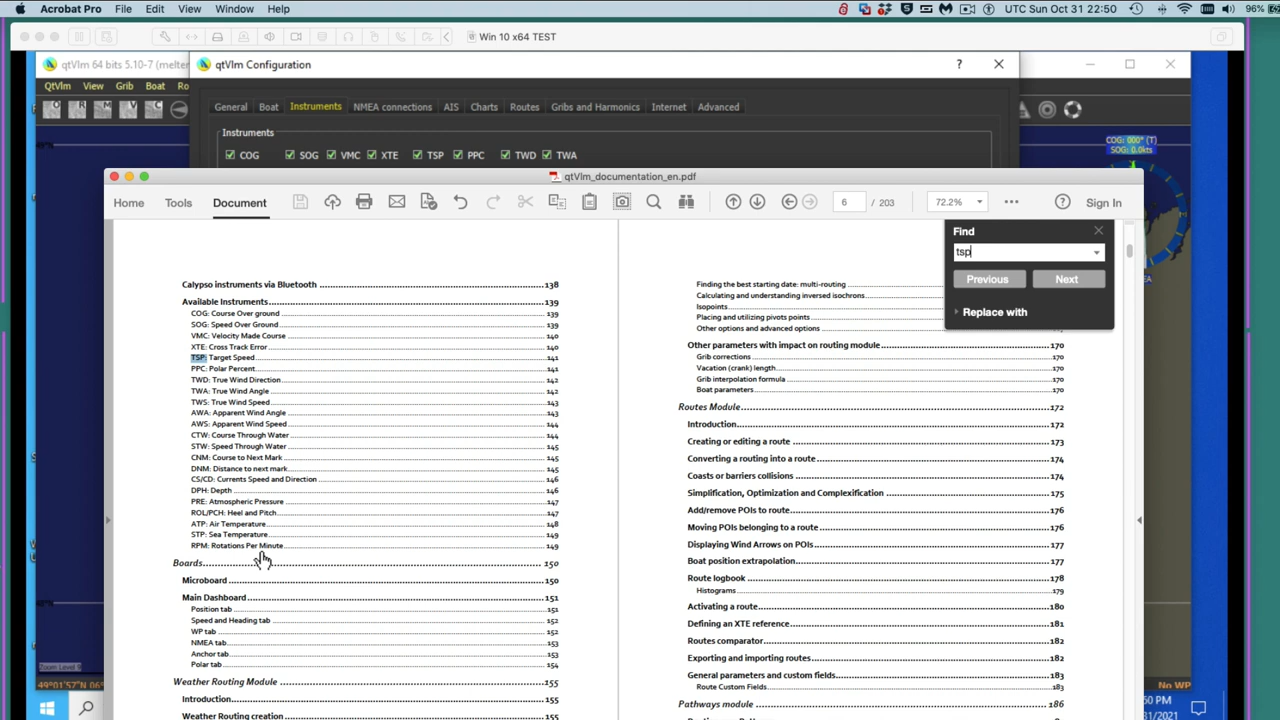 Acrobat Pro File Edit View Window Help UTC Sun Oct 31 22:50 96%
Win 10 x64 TEST
qtVlm 64 bits 5.10-7 (melter
qtVlm Configuration
?
qtVlm View Grib Boat Ro
General Boat Instruments NMEA connections AIS Charts Routes Gribs and Harmonics Internet Advanced
Instruments
COG SOG VMC XTE TSP PPC TWD TWA
COG: 000° (T)
SOG: 0.0kts
qtVlm_documentation_en.pdf
Home Tools Document 6 / 203 72.2% Sign In
Find
tsp
Previous Next
Replace with
Calypso instruments via Bluetooth 138
Available Instruments 139
COG: Course Over ground 139
SOG: Speed Over Ground 139
VMC: Velocity Made Course 140
XTE: Cross Track Error 140
TSP: Target Speed 141
PPC: Polar Percent 141
TWD: True Wind Direction 142
TWA: True Wind Angle 142
TWS: True Wind Speed 143
AWA: Apparent Wind Angle 143
AWS: Apparent Wind Speed 144
CTW: Course Through Water 144
STW: Speed Through Water 145
CNM: Course to Next Mark 145
DNM: Distance to next mark 145
CS/CD: Currents Speed and Direction 146
DPH: Depth 146
PRE: Atmospheric Pressure 147
ROL/PCH: Heel and Pitch 147
ATP: Air Temperature 148
STP: Sea Temperature 149
RPM: Rotations Per Minute 149
Boards 150
Microboard 150
Main Dashboard 151
Position tab 151
Speed and Heading tab 152
WP tab 152
NMEA tab 153
Anchor tab 153
Polar tab 154
Weather Routing Module 155
Introduction 155
Weather Routing creation 155
Finding the best starting date: multi-routing
Calculating and understanding inversed isochrons
Isopoints
Placing and utilizing pivots points
Other options and advanced options
Other parameters with impact on routing module 170
Grib corrections 170
Vacation (crank) length 170
Grib interpolation formula 170
Boat parameters 170
Routes Module 172
Introduction 172
Creating or editing a route 173
Converting a routing into a route 174
Coasts or barriers collisions 174
Simplification, Optimization and Complexification 175
Add/remove POIs to route 176
Moving POIs belonging to a route 176
Displaying Wind Arrows on POIs 177
Boat position extrapolation 177
Route logbook 178
Histograms 179
Activating a route 180
Defining an XTE reference 181
Routes comparator 182
Exporting and importing routes 182
General parameters and custom fields 183
Route Custom Fields 183
Pathways module 186
Zoom Level 9
49°01'57"N 06°
No WP
50 PM
31/2021